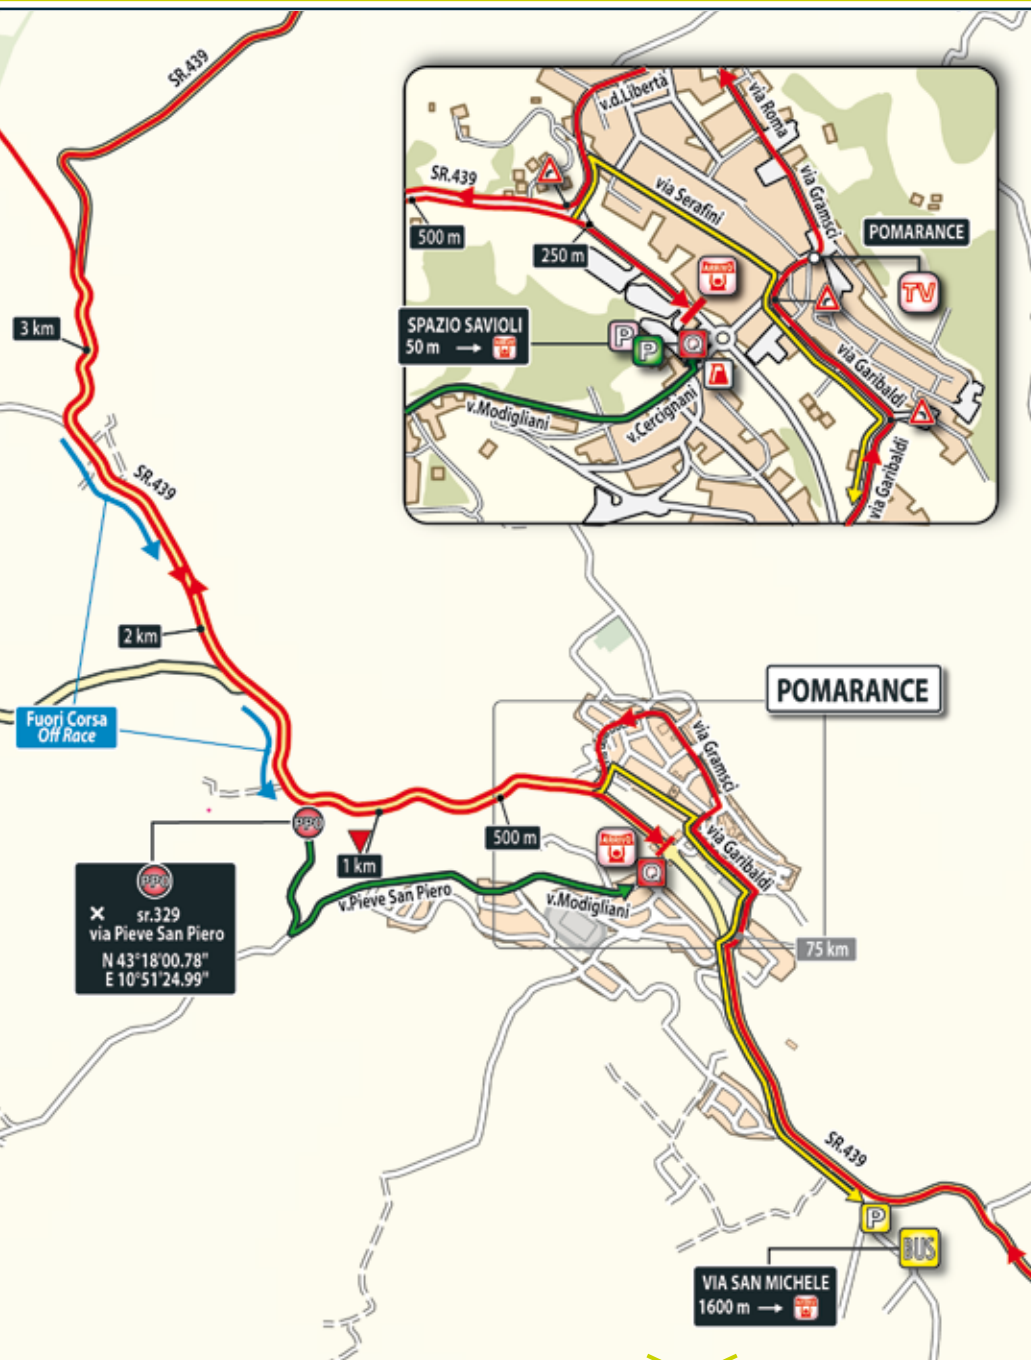 SR.439
v.d.Libertà
via Roma
SR.439
via Serafini
via Gramsci
500 m
250 m
POMARANCE
ARRIVO
TV
3 km
SPAZIO SAVIOLI
50 m
P
P
Q
via Garibaldi
v.Modigliani
v.Cercignani
via Garibaldi
SR.439
2 km
POMARANCE
Fuori Corsa
Off Race
via Gramsci
PPO
500 m
ARRIVO
via Garibaldi
1 km
Q
PPO
sr.329
via Pieve San Piero
N 43°18'00.78"
E 10°51'24.99"
v.Pieve San Piero
v.Modigliani
75 km
SR.439
P
BUS
VIA SAN MICHELE
1600 m